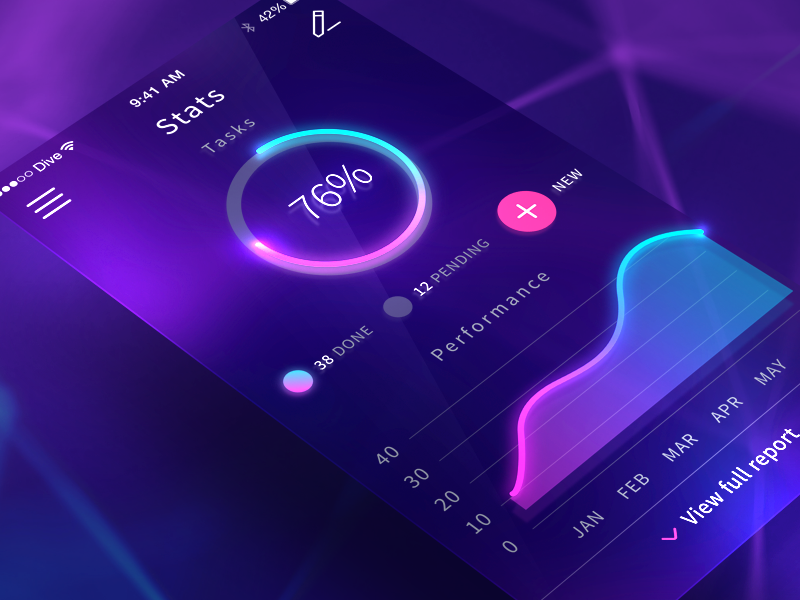 Dive
9:41 AM
42%
Stats
Tasks
76%
38 DONE
12 PENDING
NEW
Performance
40
30
20
10
0
JAN
FEB
MAR
APR
MAY
View full report